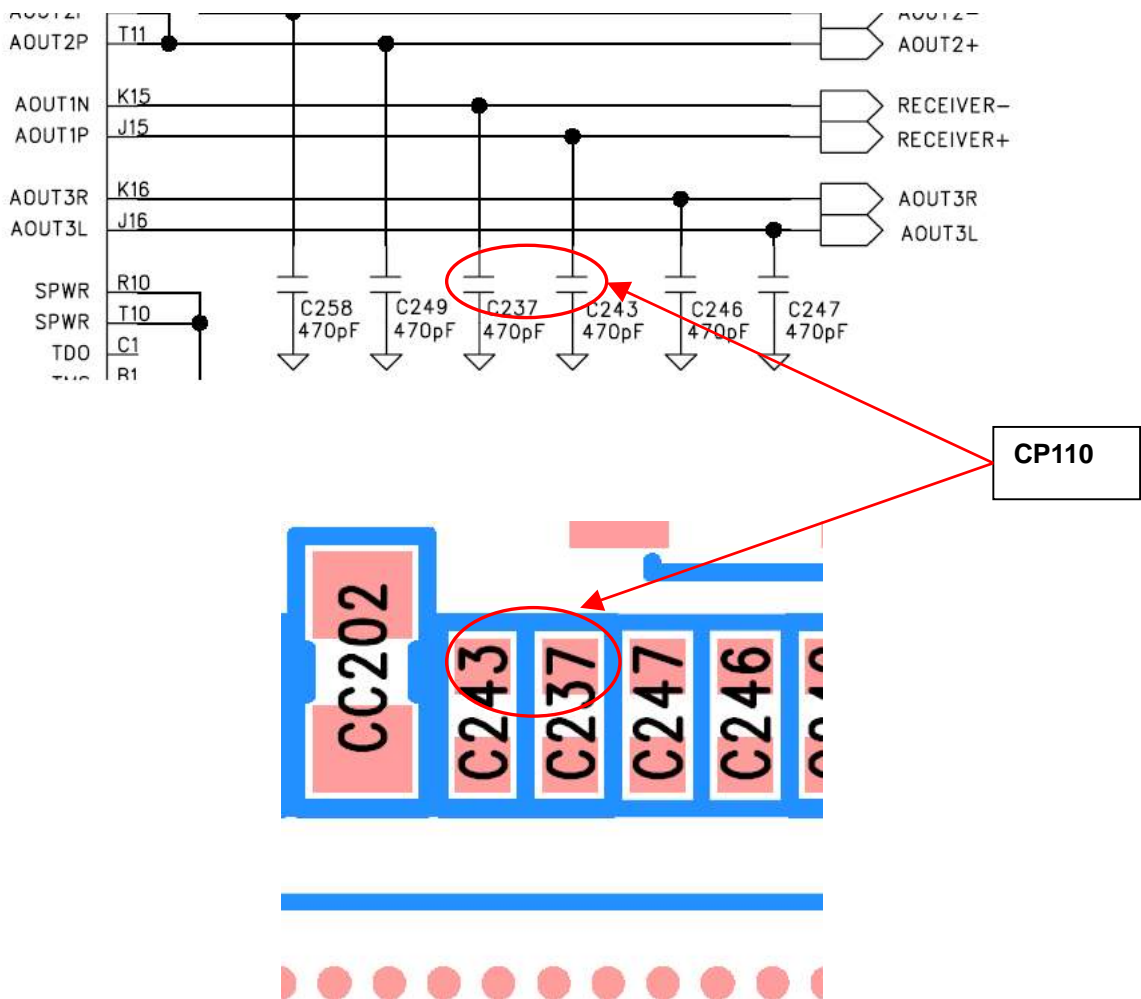 AOUT2P T11 AOUT2+
AOUT1N K15 RECEIVER-
AOUT1P J15 RECEIVER+
AOUT3R K16 AOUT3R
AOUT3L J16 AOUT3L
SPWR R10
SPWR T10
TDO C1
C258 C249 C237 C243 C246 C247
470pF 470pF 470pF 470pF 470pF 470pF
CP110
CC202
C243
C237
C247
C246